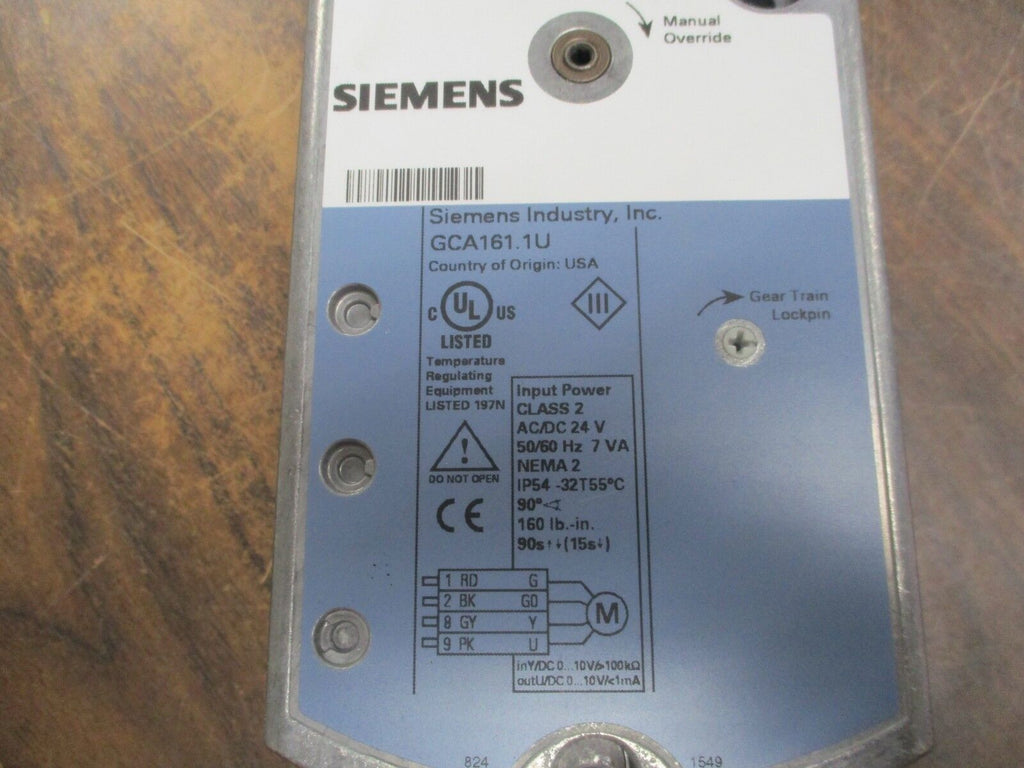 Manual
Override
SIEMENS
Siemens Industry, Inc.
GCA161.1U
Country of Origin: USA
Gear Train
Lockpin
C UL US
LISTED
III
Temperature
Regulating
Equipment
LISTED 197N
DO NOT OPEN
CE
Input Power
CLASS 2
AC/DC 24 V
50/60 Hz 7 VA
NEMA 2
IP54 -32T55°C
90°∢
160 lb.-in.
90s↑↓(15s↓)
1 RD G
2 BK G0
8 GY Y
9 PK U
M
inY/DC 0...10V/>100kΩ
outU/DC 0...10V/<1mA
824
1549